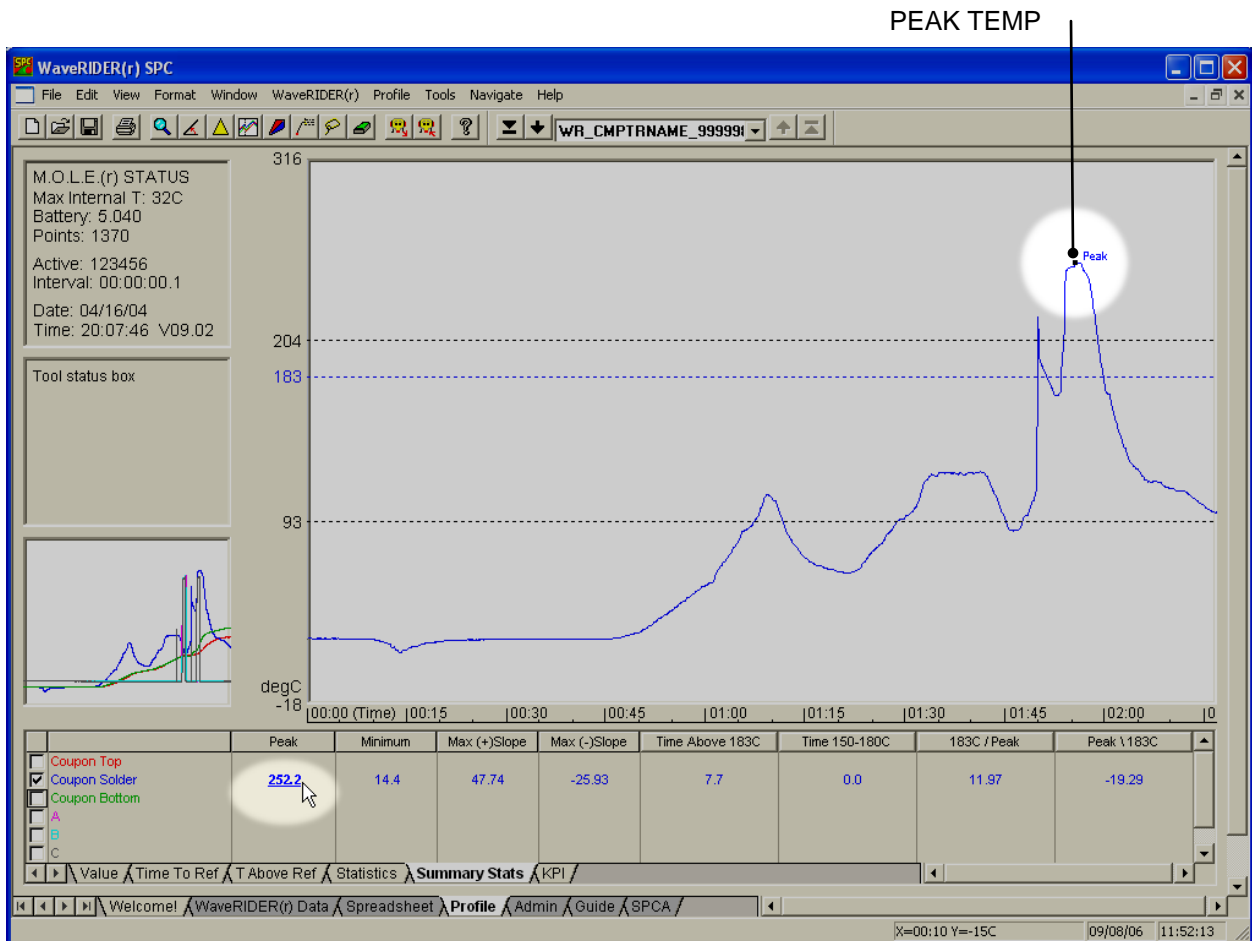 PEAK TEMP
WaveRIDER(r) SPC
File Edit View Format Window WaveRIDER(r) Profile Tools Navigate Help
M.O.L.E.(r) STATUS
Max Internal T: 32C
Battery: 5.040
Points: 1370
Active: 123456
Interval: 00:00:00.1
Date: 04/16/04
Time: 20:07:46 V09.02
Tool status box
316
Peak
204
183
93
degC
-18
00:00 (Time) 00:15 00:30 00:45 01:00 01:15 01:30 01:45 02:00 0
Peak Minimum Max (+)Slope Max (-)Slope Time Above 183C Time 150-180C 183C / Peak Peak \ 183C
Coupon Top
Coupon Solder 252.2 14.4 47.74 -25.93 7.7 0.0 11.97 -19.29
Coupon Bottom
A
B
C
Value Time To Ref T Above Ref Statistics Summary Stats KPI
Welcome! WaveRIDER(r) Data Spreadsheet Profile Admin Guide SPCA
X=00:10 Y=-15C 09/08/06 11:52:13